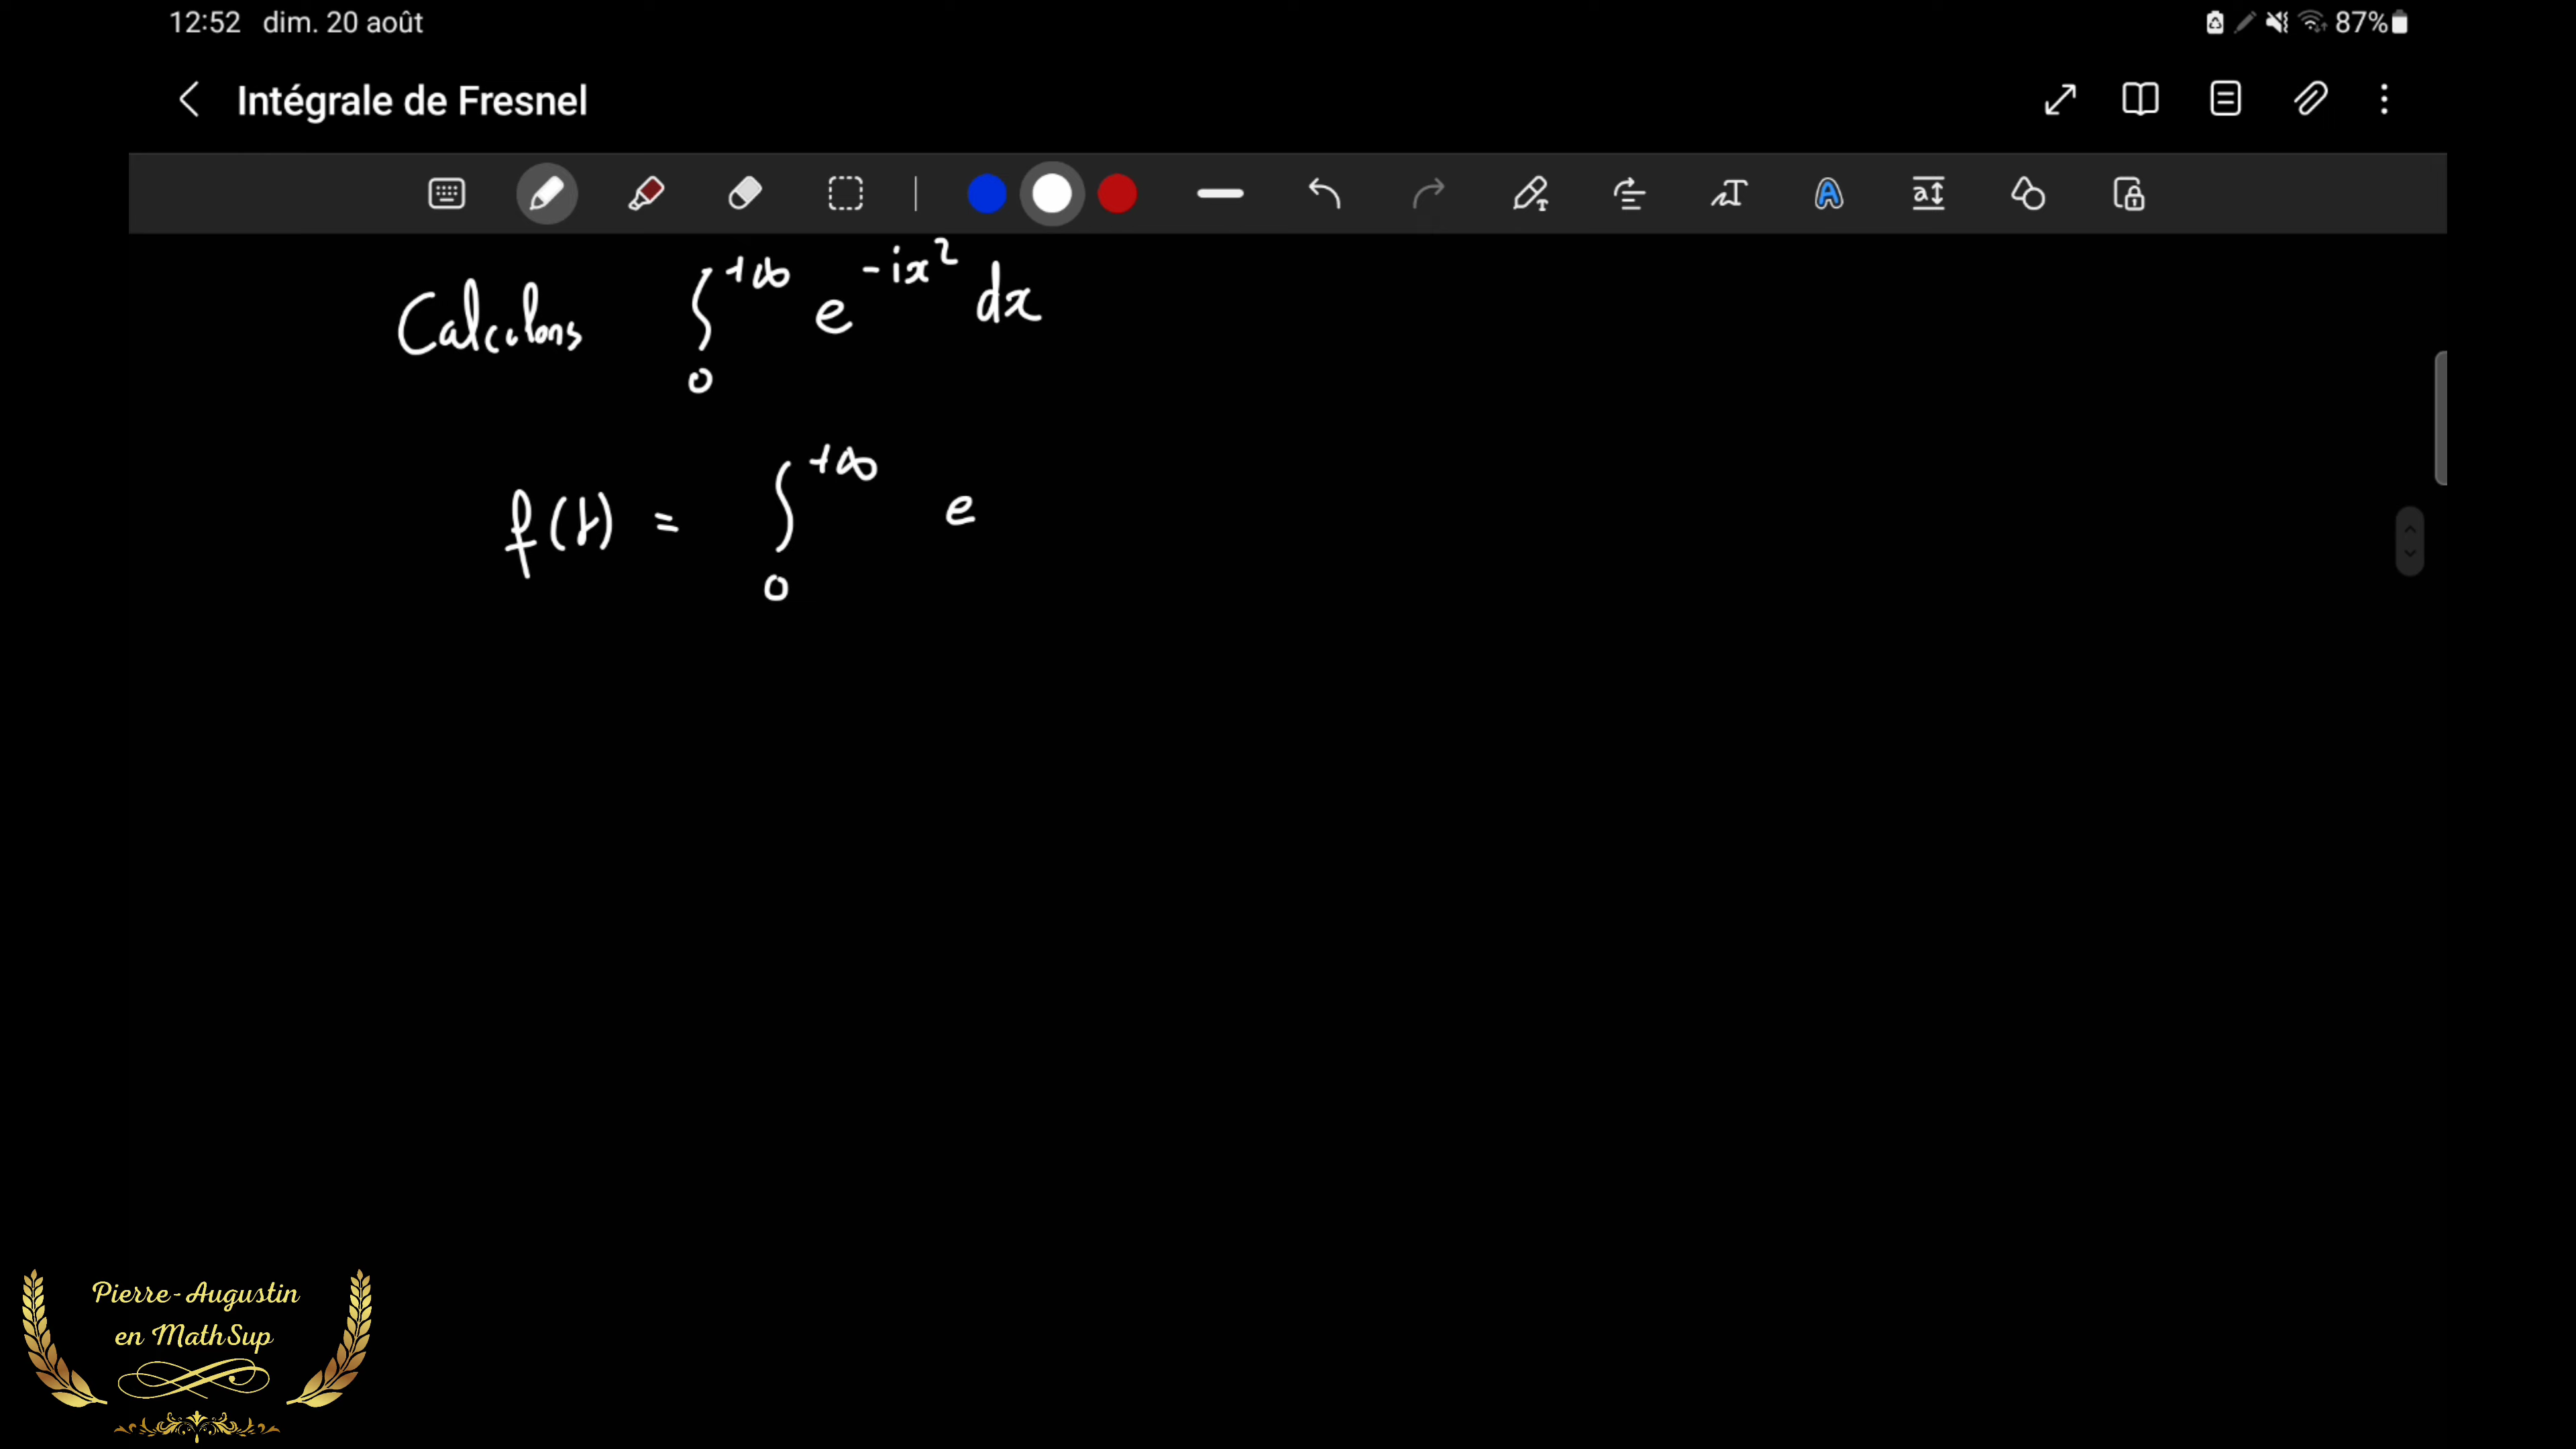 12:52 dim. 20 août 87%
Intégrale de Fresnel
Calculons ∫₀^{+∞} e^{-ix²} dx
f(t) = ∫₀^{+∞} e
Pierre-Augustin
en MathSup